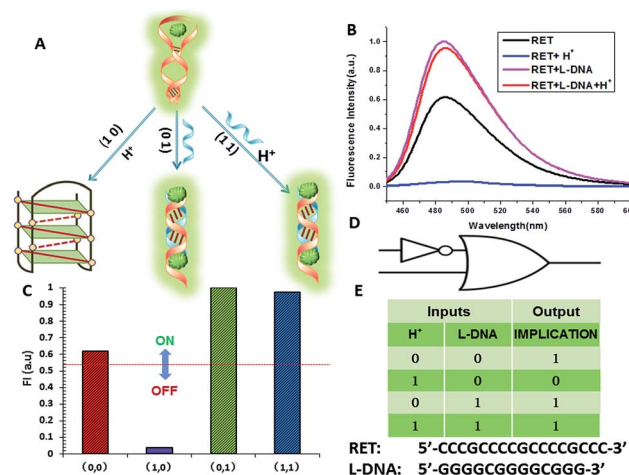 A
(1 0)
H⁺
(0 1)
(1 1)
H⁺
B
Fluorescence Intensity(a.u.)
1.0
0.8
0.6
0.4
0.2
0.0
RET
RET+ H⁺
RET+L-DNA
RET+L-DNA+H⁺
460 480 500 520 540 560 580 600
Wavelength(nm)
C
FI (a.u)
1
0.9
0.8
0.7
0.6
0.5
0.4
0.3
0.2
0.1
0
ON
OFF
(0,0) (1,0) (0,1) (1,1)
D
E
Inputs Output
H⁺ L-DNA IMPLICATION
0 0 1
1 0 0
0 1 1
1 1 1
RET: 5’-CCCGCCCCGCCCCGCCC-3’
L-DNA: 5’-GGGGCGGGGCGGG-3’